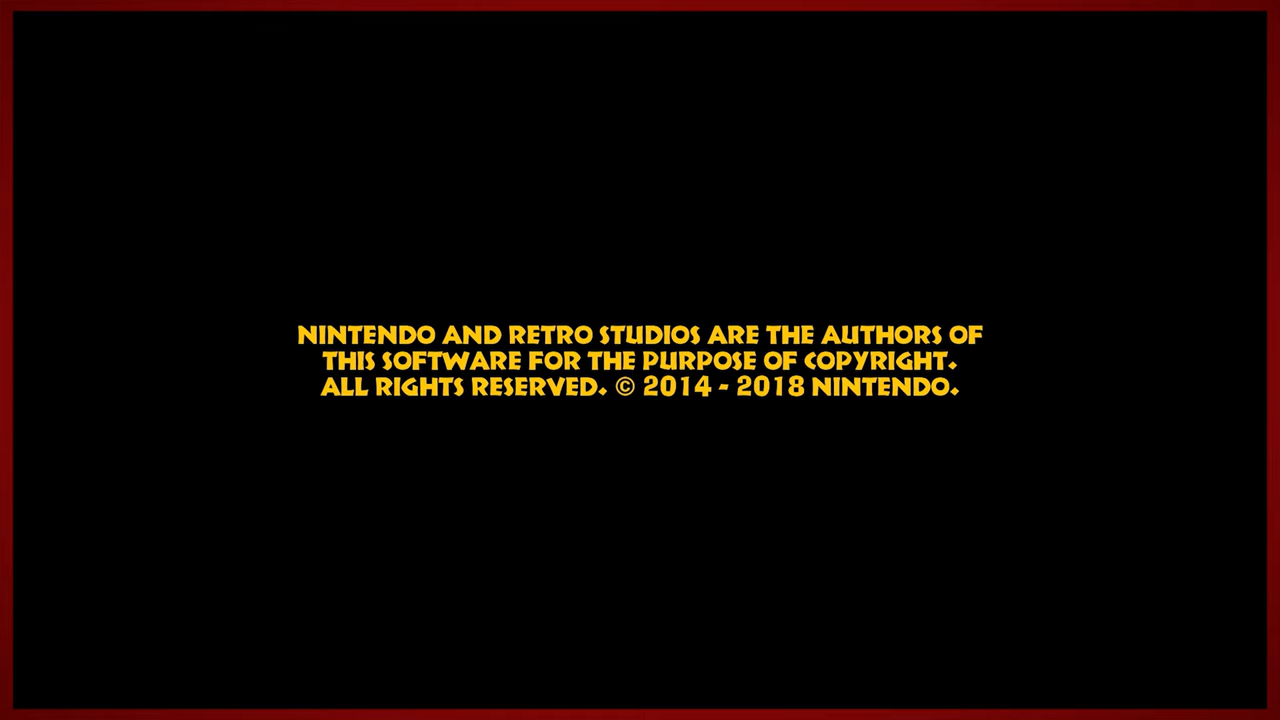 NINTENDO AND RETRO STUDIOS ARE THE AUTHORS OF
THIS SOFTWARE FOR THE PURPOSE OF COPYRIGHT.
ALL RIGHTS RESERVED. © 2014 - 2018 NINTENDO.